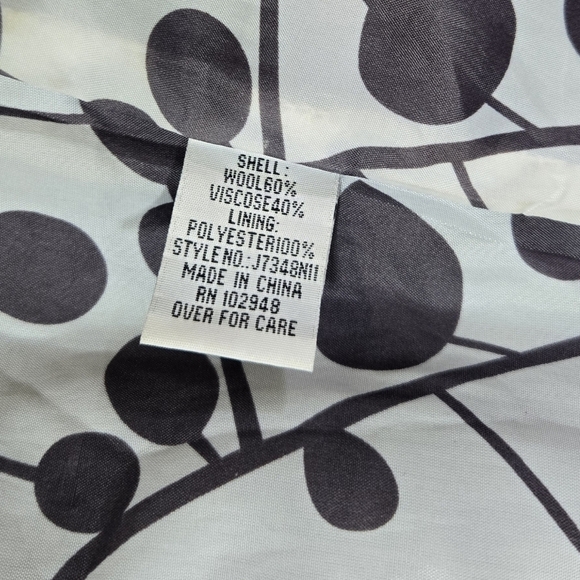 SHELL:
WOOL60%
VISCOSE40%
LINING:
POLYESTER100%
STYLE NO.:J7348N11
MADE IN CHINA
RN 102948
OVER FOR CARE